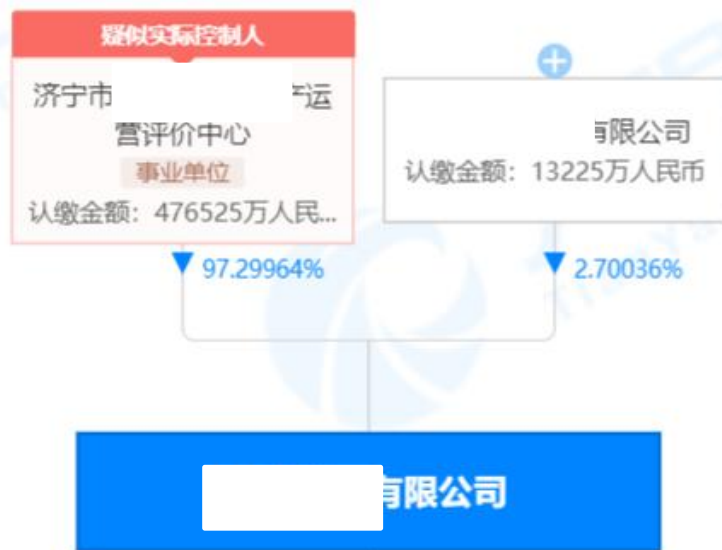 疑似实际控制人
济宁市 产运
营评价中心
事业单位
认缴金额：476525万人民...
有限公司
认缴金额：13225万人民币
97.29964%
2.70036%
有限公司